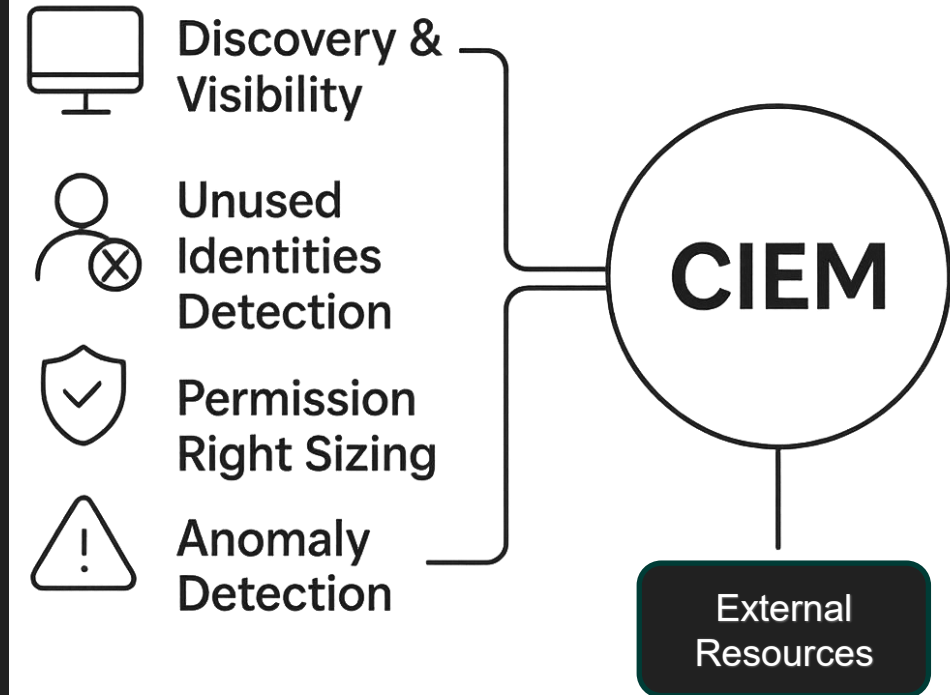 Discovery &
Visibility
Unused
Identities
Detection
Permission
Right Sizing
Anomaly
Detection
CIEM
External
Resources